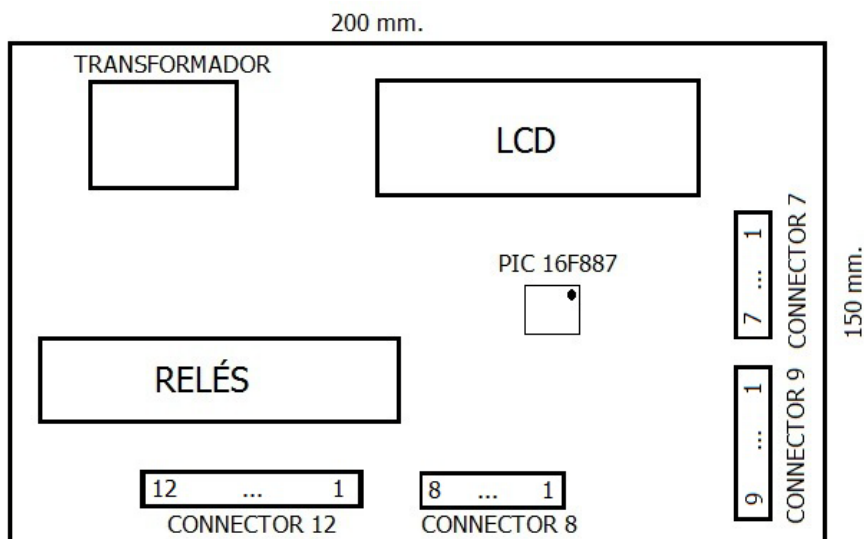 200 mm.
TRANSFORMADOR
LCD
PIC 16F887
1 ... 7
CONNECTOR 7
150 mm.
RELÉS
1 ... 9
CONNECTOR 9
12 ... 1
CONNECTOR 12
8 ... 1
CONNECTOR 8